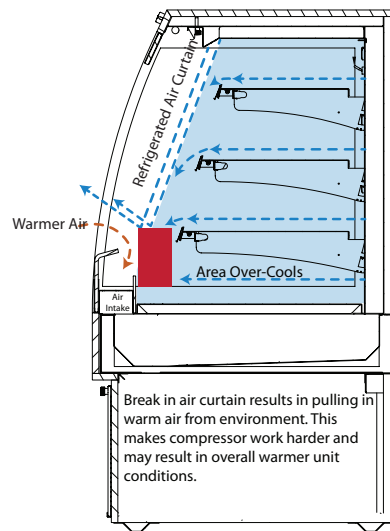 Refrigerated Air Curtain
Warmer Air
Area Over-Cools
Air
Intake
Break in air curtain results in pulling in
warm air from environment. This
makes compressor work harder and
may result in overall warmer unit
conditions.